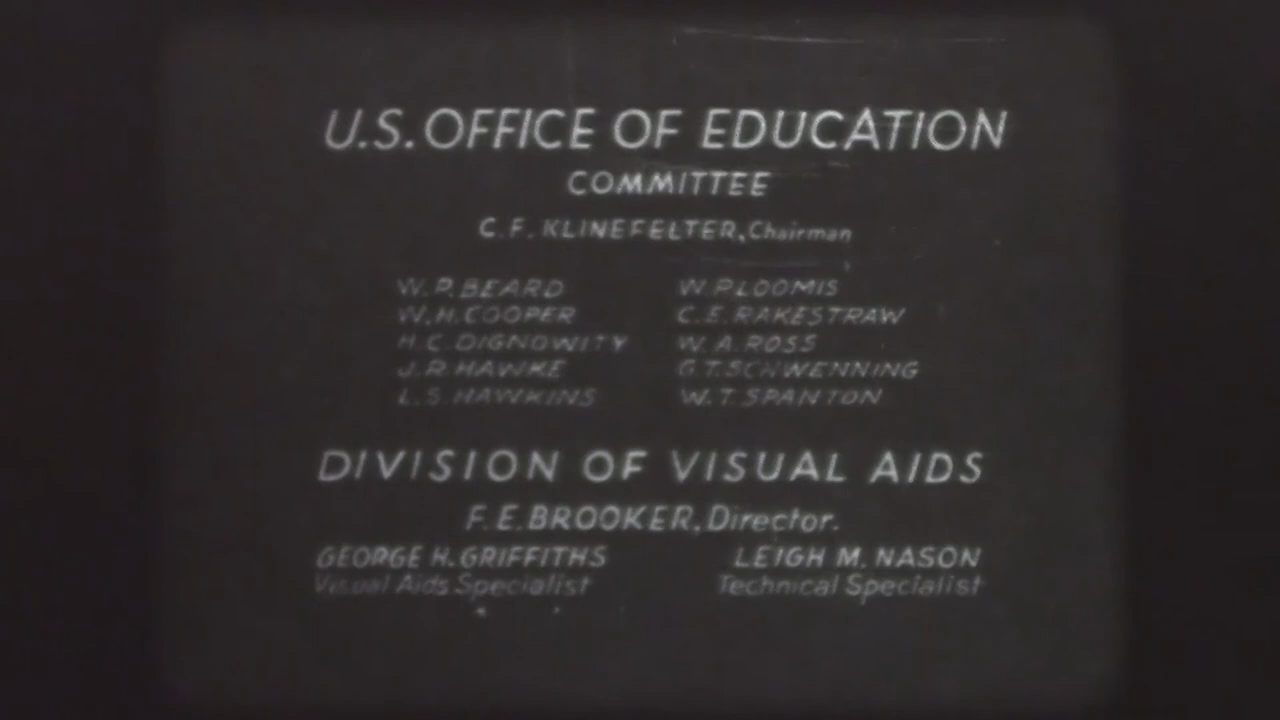 U.S. OFFICE OF EDUCATION
COMMITTEE
C. F. KLINEFELTER, Chairman
W. P. BEARD W. P. LOOMIS
W. H. COOPER C. E. RAKESTRAW
H. C. DIGNOWITY W. A. ROSS
J. R. HAWKE G. T. SCHWENNING
L. S. HAWKINS W. T. SPANTON
DIVISION OF VISUAL AIDS
F. E. BROOKER, Director.
GEORGE H. GRIFFITHS LEIGH M. NASON
Visual Aids Specialist Technical Specialist